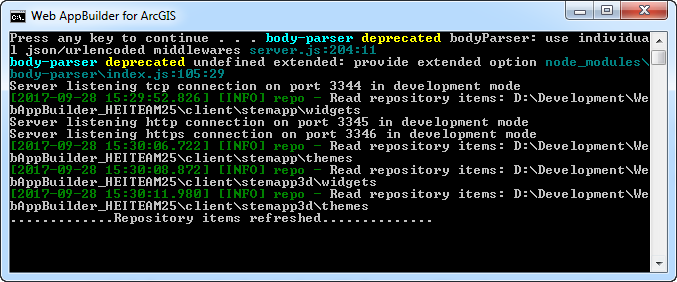 Web AppBuilder for ArcGIS
Press any key to continue . . . body-parser deprecated bodyParser: use individua
l json/urlencoded middlewares server.js:204:11
body-parser deprecated undefined extended: provide extended option node_modules\
body-parser\index.js:105:29
Server listening tcp connection on port 3344 in development mode
[2017-09-28 15:29:52.826] [INFO] repo - Read repository items: D:\Development\We
bAppBuilder_HEITEAM25\client\stemapp\widgets
Server listening http connection on port 3345 in development mode
Server listening https connection on port 3346 in development mode
[2017-09-28 15:30:06.722] [INFO] repo - Read repository items: D:\Development\We
bAppBuilder_HEITEAM25\client\stemapp\themes
[2017-09-28 15:30:08.872] [INFO] repo - Read repository items: D:\Development\We
bAppBuilder_HEITEAM25\client\stemapp3d\widgets
[2017-09-28 15:30:11.980] [INFO] repo - Read repository items: D:\Development\We
bAppBuilder_HEITEAM25\client\stemapp3d\themes
.............Repository items refreshed..............